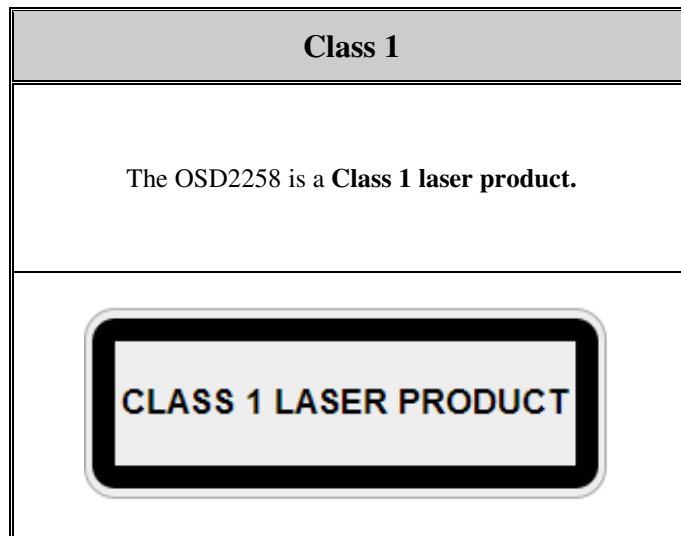 Class 1
The OSD2258 is a Class 1 laser product.
CLASS 1 LASER PRODUCT